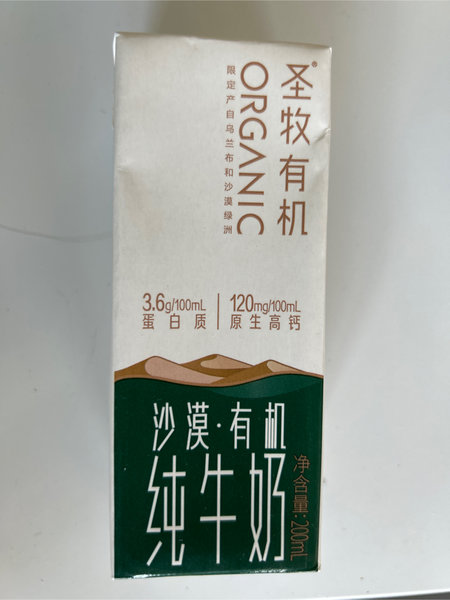 圣牧有机®
ORGANIC
限定产自乌兰布和沙漠绿洲
3.6g/100mL
蛋白质
120mg/100mL
原生高钙
沙漠·有机
纯牛奶
净含量:200mL